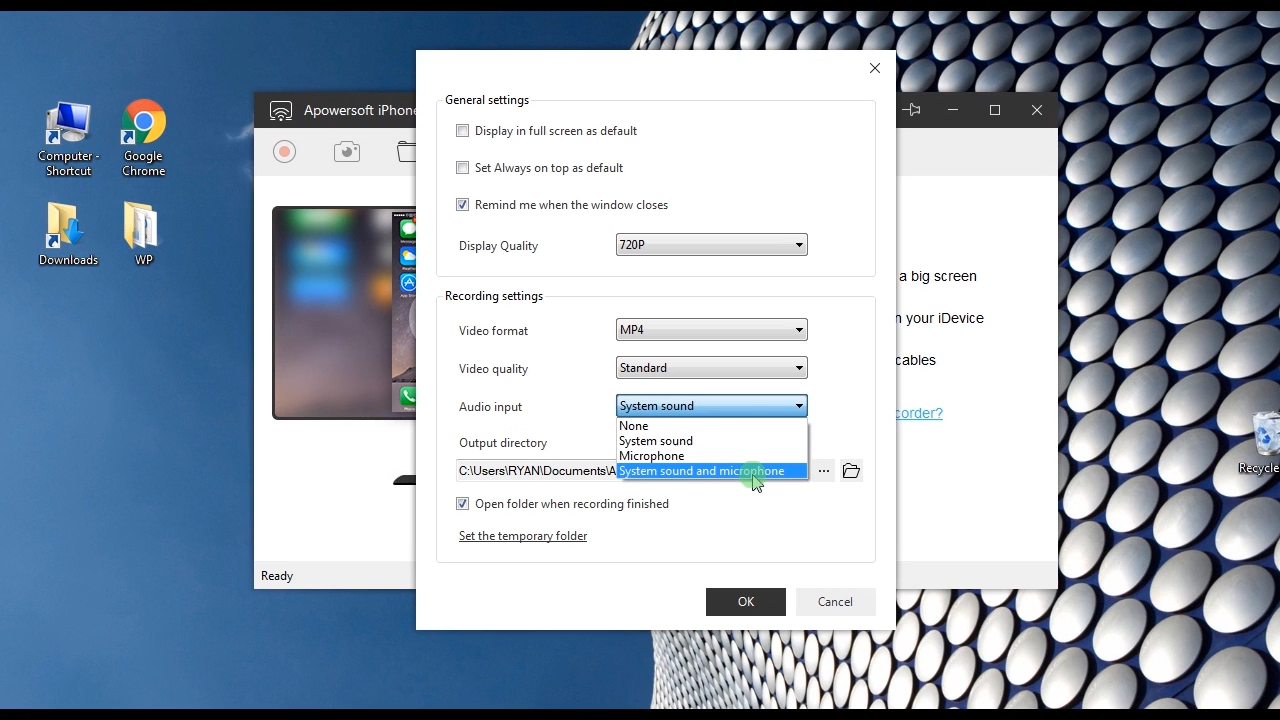 Computer -
Shortcut
Google
Chrome
Downloads
WP
Apowersoft iPhone
General settings
Display in full screen as default
Set Always on top as default
Remind me when the window closes
Display Quality
720P
Recording settings
Video format
MP4
Video quality
Standard
Audio input
System sound
None
System sound
Microphone
System sound and microphone
Output directory
C:\Users\RYAN\Documents\A
...
Open folder when recording finished
Set the temporary folder
OK
Cancel
a big screen
your iDevice
cables
corder?
Ready
Recycle